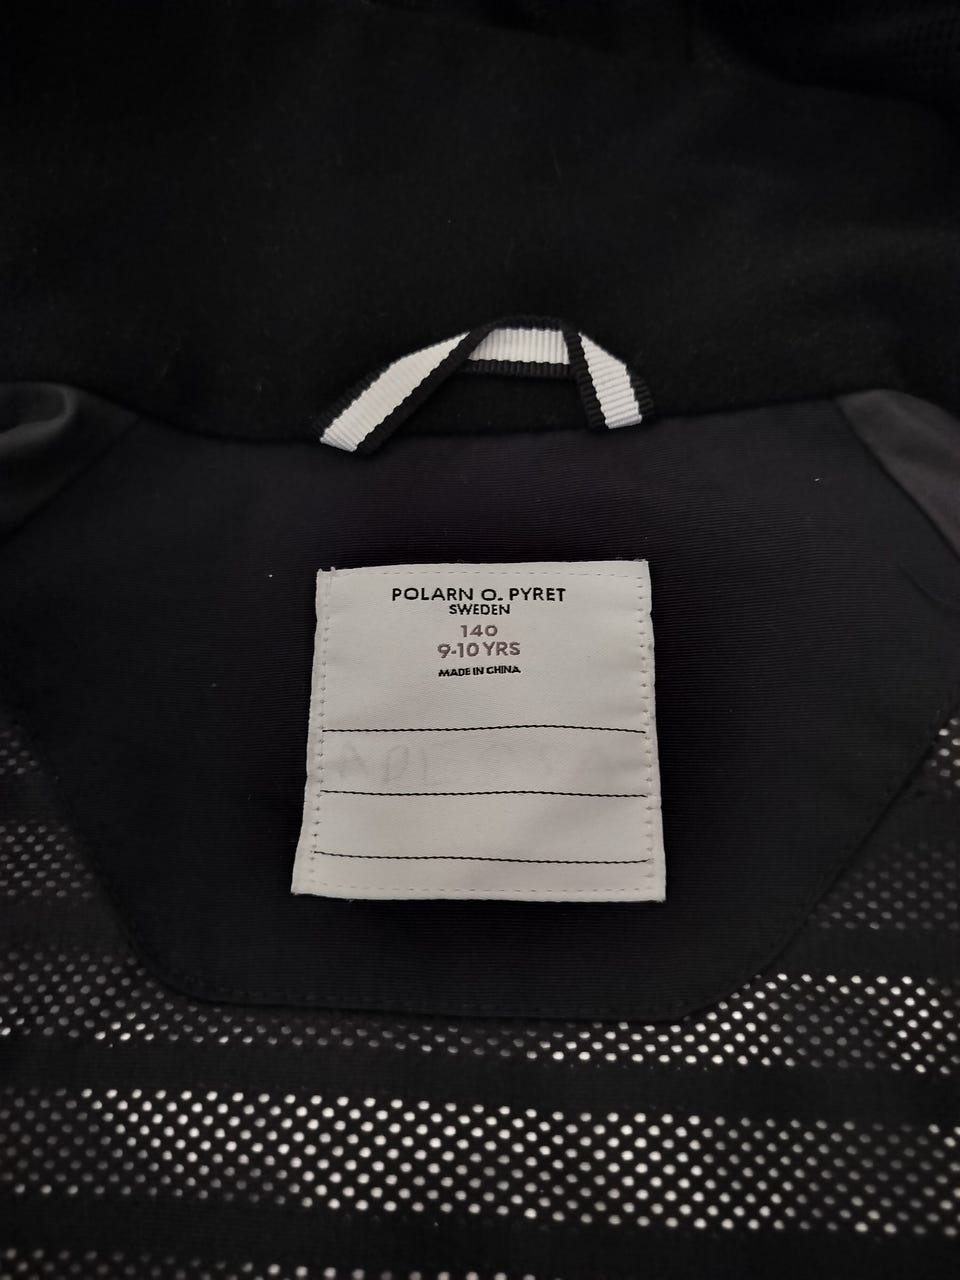 POLARN O. PYRET
SWEDEN
140
9-10 YRS
MADE IN CHINA